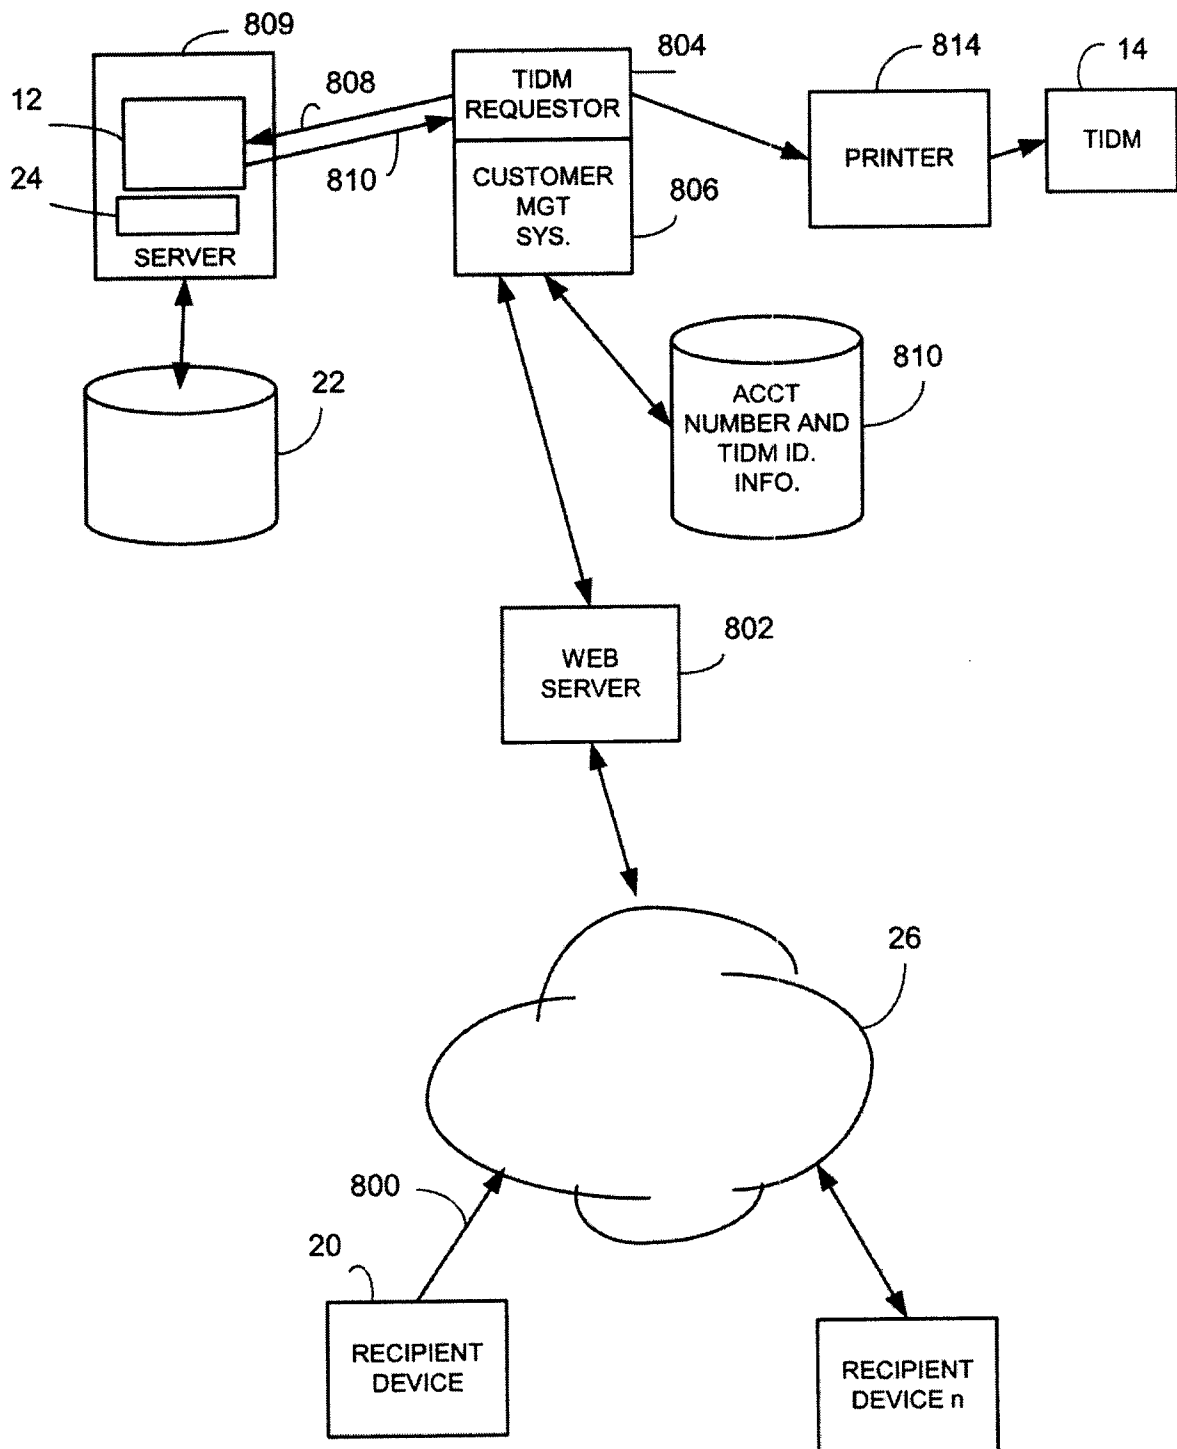 809
804
814
14
12
808
TIDM
REQUESTOR
PRINTER
TIDM
24
810
CUSTOMER
MGT
SYS.
806
SERVER
22
ACCT
NUMBER AND
TIDM ID.
INFO.
810
WEB
SERVER
802
26
800
20
RECIPIENT
DEVICE
RECIPIENT
DEVICE n